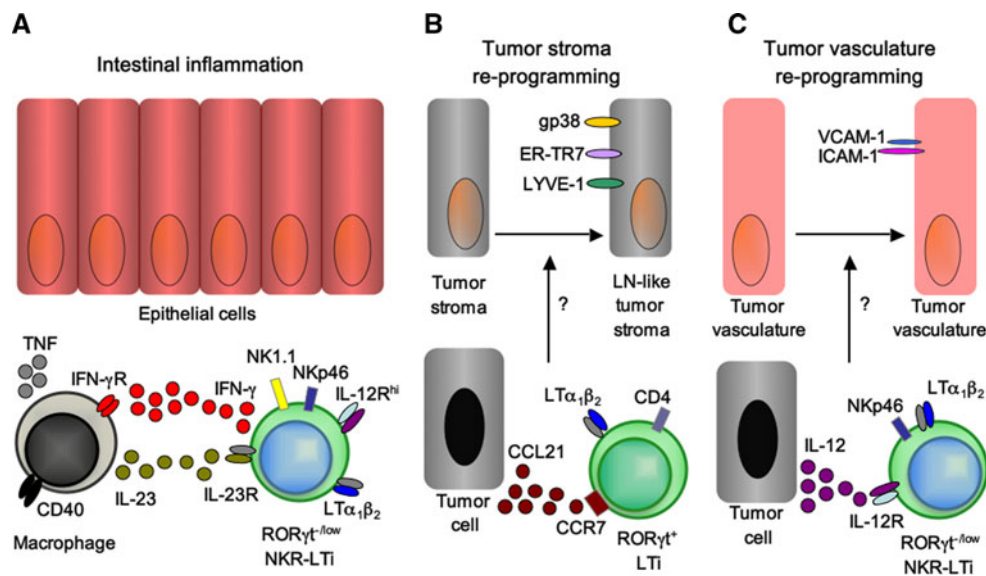 A
Intestinal inflammation
Epithelial cells
TNF
IFN-γR
IFN-γ
NK1.1
NKp46
IL-12Rhi
CD40
IL-23
IL-23R
LTα1β2
Macrophage
RORγt-/low
NKR-LTi
B
Tumor stroma
re-programming
gp38
ER-TR7
LYVE-1
Tumor
stroma
?
LN-like
tumor
stroma
LTα1β2
CD4
CCL21
Tumor
cell
CCR7
RORγt+
LTi
C
Tumor vasculature
re-programming
VCAM-1
ICAM-1
Tumor
vasculature
?
Tumor
vasculature
NKp46
LTα1β2
IL-12
Tumor
cell
IL-12R
RORγt-/low
NKR-LTi